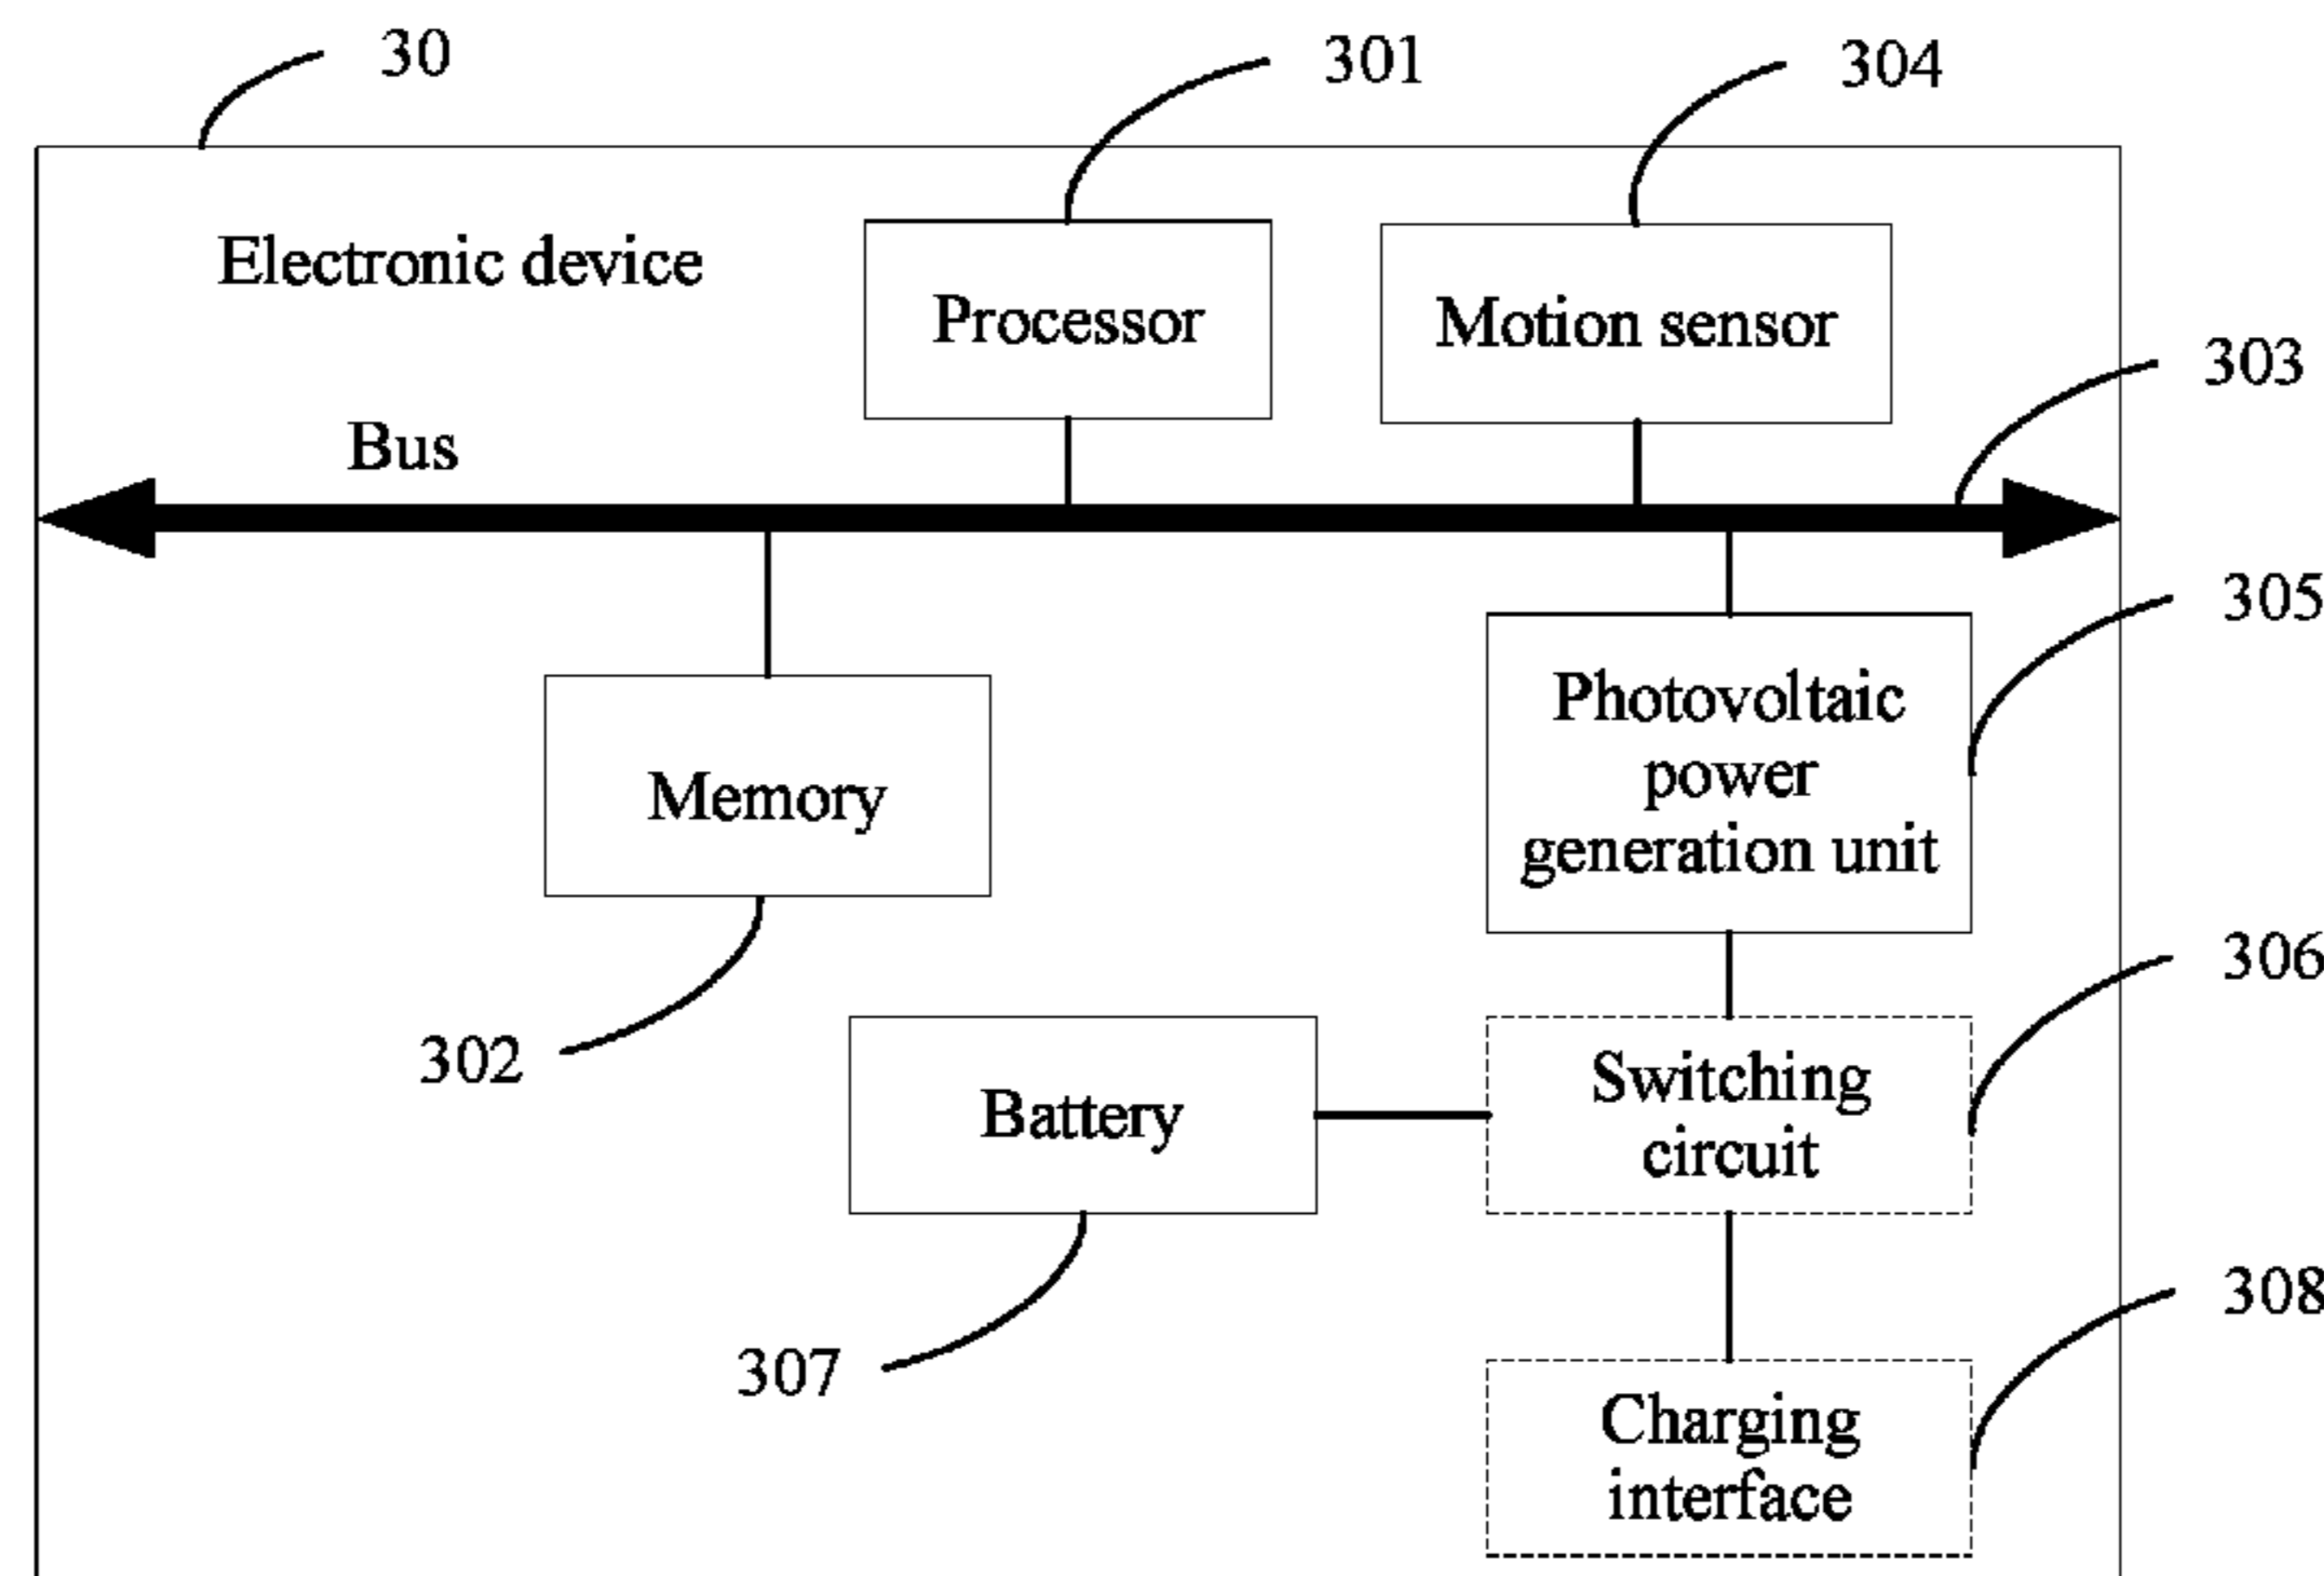 30
301
304
Electronic device
Processor
Motion sensor
303
Bus
305
Photovoltaic
power
generation unit
Memory
306
302
Battery
Switching
circuit
308
307
Charging
interface